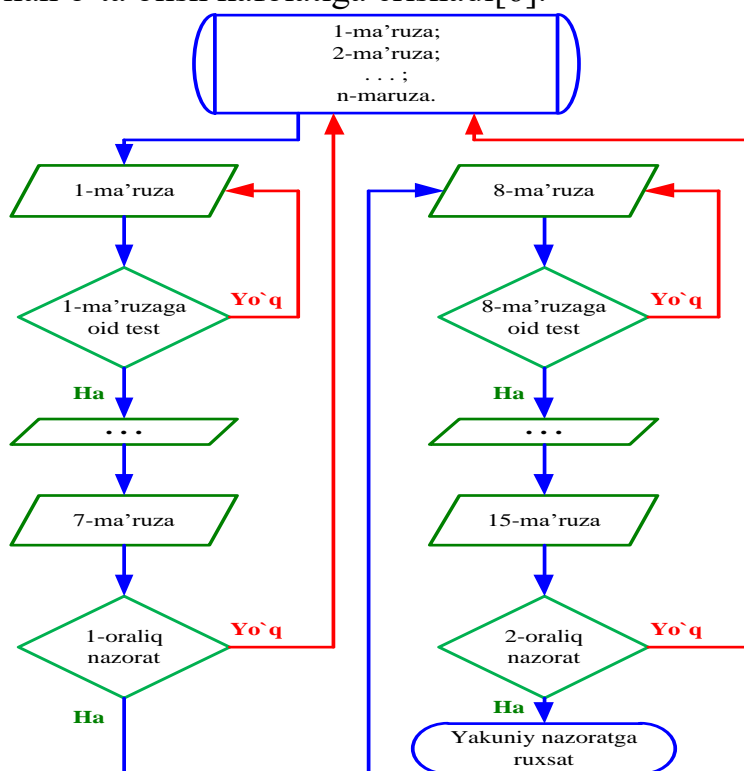 1-ma’ruza;
2-ma’ruza;
. . . ;
n-maruza.
1-ma’ruza
1-ma’ruzaga
oid test
Yo`q
Ha
. . .
7-ma’ruza
1-oraliq
nazorat
Yo`q
Ha
8-ma’ruza
8-ma’ruzaga
oid test
Yo`q
Ha
. . .
15-ma’ruza
2-oraliq
nazorat
Yo`q
Ha
Yakuniy nazoratga
ruxsat